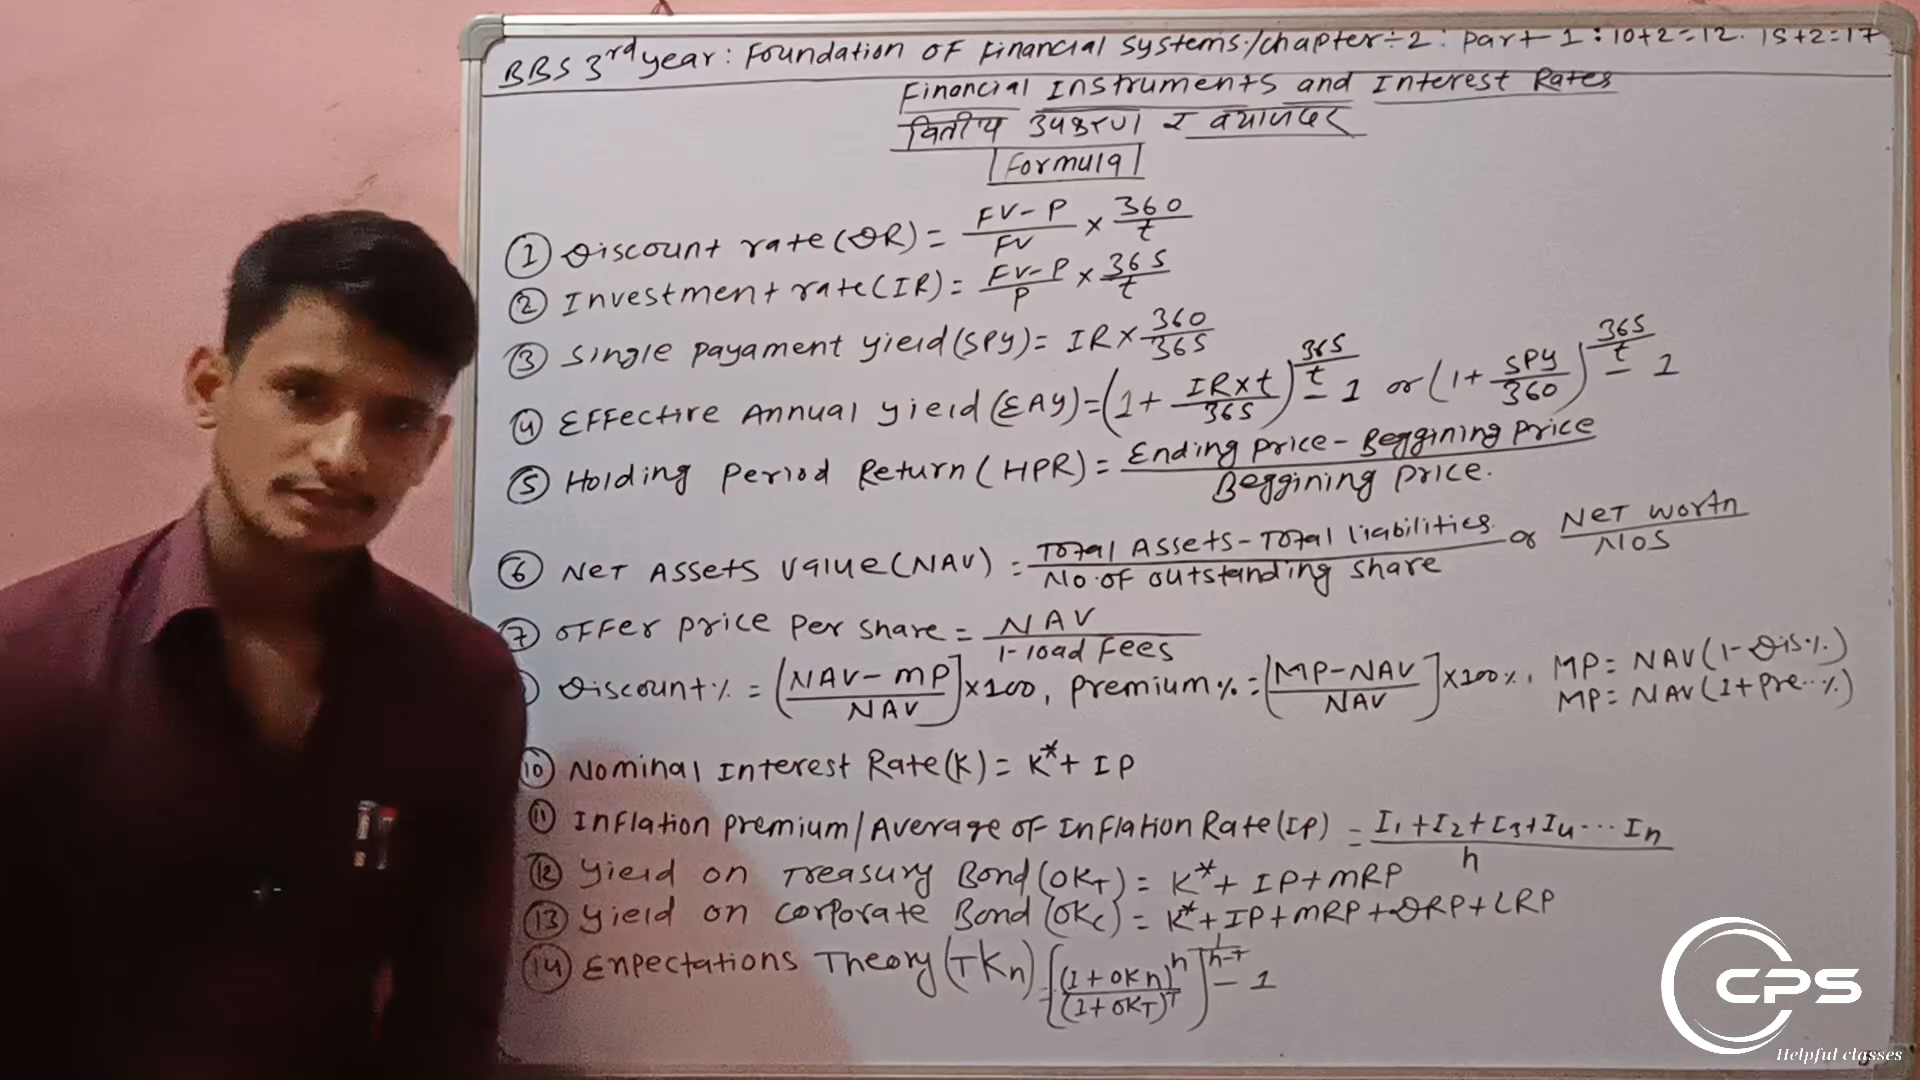 BBS 3rd year: Foundation of Financial Systems:/chapter÷2: part-1: 10+2=12. 15+2=17
Financial Instruments and Interest Rates
वित्तीय उपकरण र ब्याजदर
Formula
① Discount rate(DR) = FV-P/FV × 360/t
② Investment rate(IR) = FV-P/P × 365/t
③ Single payament yield(SPY) = IR × 360/365
④ Effective Annual yield(EAY) = (1 + IR×t/365)^365/t - 1 or (1 + SPY/360)^365/t - 1
⑤ Holding Period Return(HPR) = Ending price - Beggining price/Beggining price.
⑥ Net Assets Value(NAV) = Total Assets - Total liabilities/No. of outstanding share or Net worth/NOS
⑦ Offer price per share = NAV/1-load Fees
Discount% = [NAV-MP/NAV]×100, premium% = [MP-NAV/NAV]×100%, MP = NAV(1-Dis%)
MP = NAV(1+pre..%)
⑩ Nominal Interest Rate(K) = K*+IP
⑪ Inflation premium/Average of Inflation Rate(IP) = I₁+I₂+I₃+I₄...In/n
⑫ Yield on Treasury Bond(OKT) = K*+IP+MRP
⑬ Yield on corporate Bond(OKc) = K*+IP+MRP+DRP+LRP
⑭ Enpectations Theory(TKn) = [(1+OKn)^n/(1+OKT)^T]^1/n-T - 1
CPS
Helpful classes